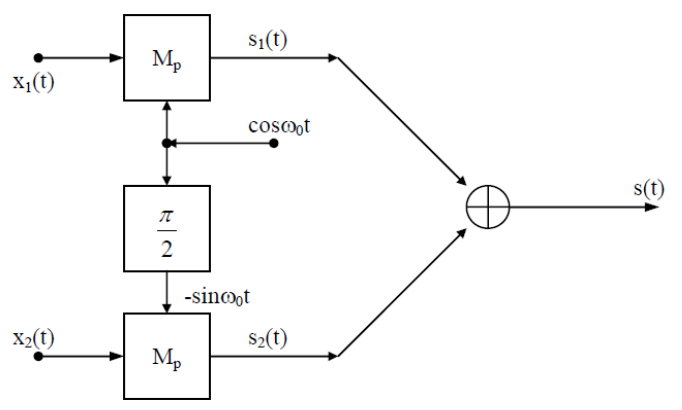 s₁(t)
Mₚ
x₁(t)
cosω₀t
π
2
s(t)
-sinω₀t
x₂(t)
s₂(t)
Mₚ